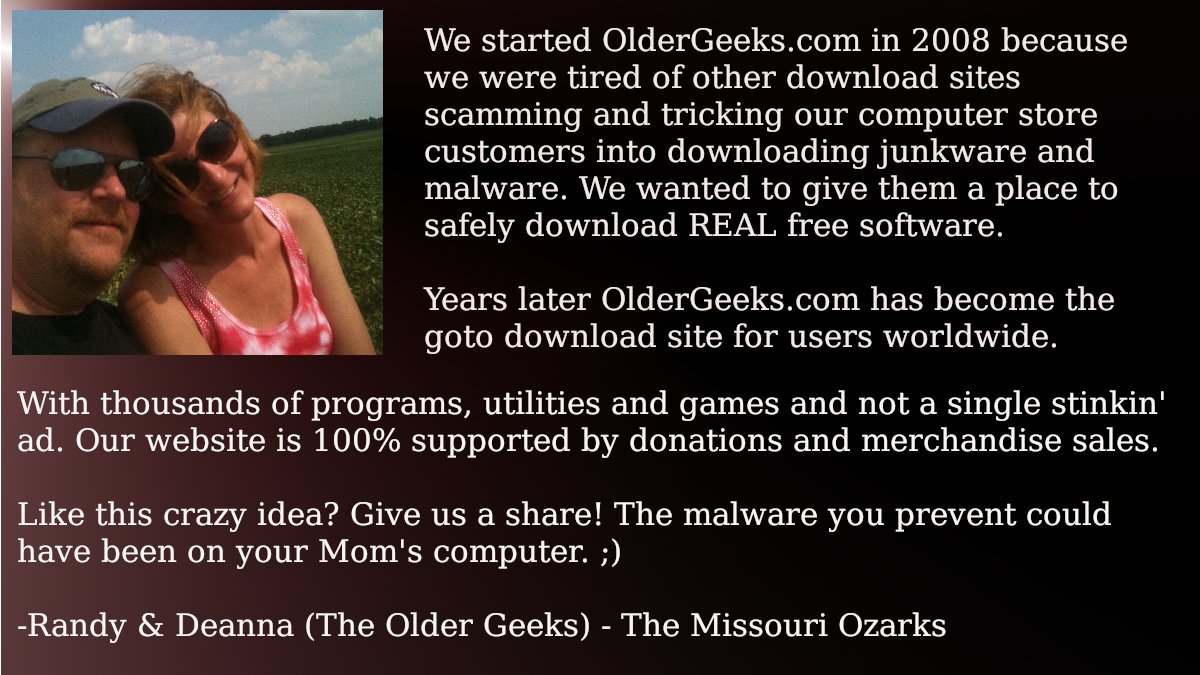 We started OlderGeeks.com in 2008 because
we were tired of other download sites
scamming and tricking our computer store
customers into downloading junkware and
malware. We wanted to give them a place to
safely download REAL free software.
Years later OlderGeeks.com has become the
goto download site for users worldwide.
With thousands of programs, utilities and games and not a single stinkin'
ad. Our website is 100% supported by donations and merchandise sales.
Like this crazy idea? Give us a share! The malware you prevent could
have been on your Mom's computer. ;)
-Randy & Deanna (The Older Geeks) - The Missouri Ozarks